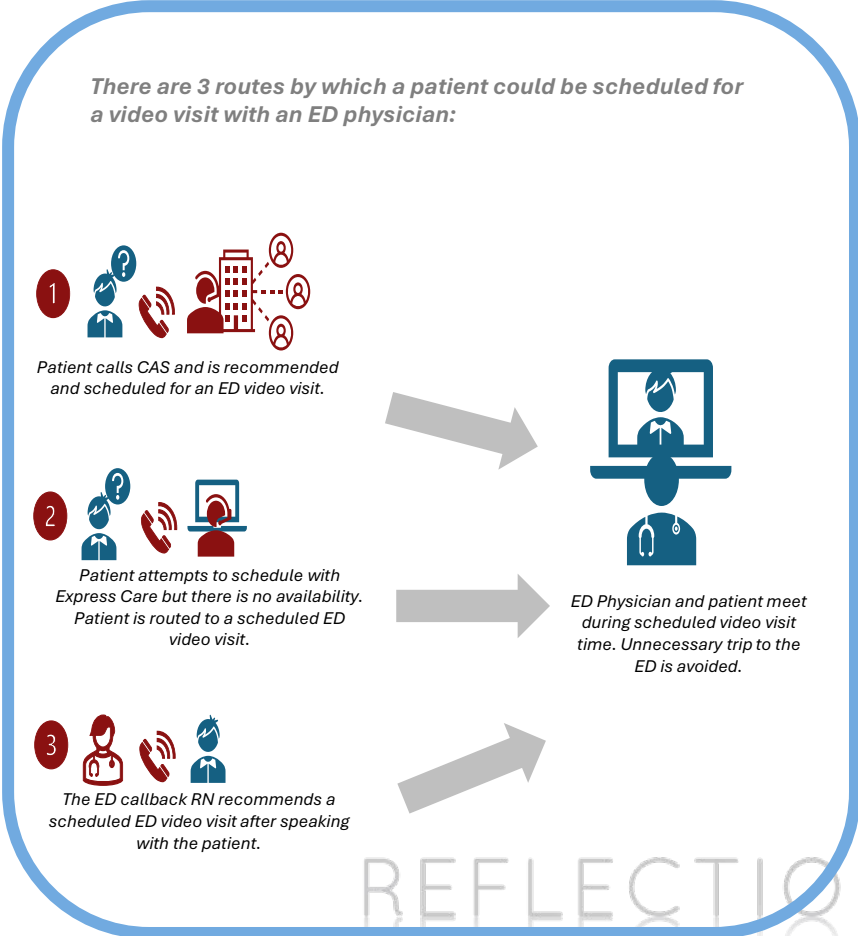 There are 3 routes by which a patient could be scheduled for
a video visit with an ED physician:
1
?
Patient calls CAS and is recommended
and scheduled for an ED video visit.
2
?
Patient attempts to schedule with
Express Care but there is no availability.
Patient is routed to a scheduled ED
video visit.
ED Physician and patient meet
during scheduled video visit
time. Unnecessary trip to the
ED is avoided.
3
The ED callback RN recommends a
scheduled ED video visit after speaking
with the patient.
REFLECTIO